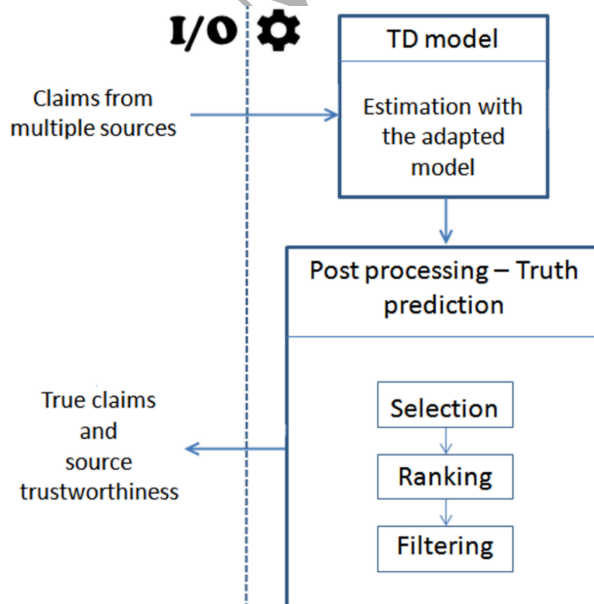 I/O
TD model
Claims from
multiple sources
Estimation with
the adapted
model
Post processing – Truth
prediction
True claims
and
source
trustworthiness
Selection
Ranking
Filtering